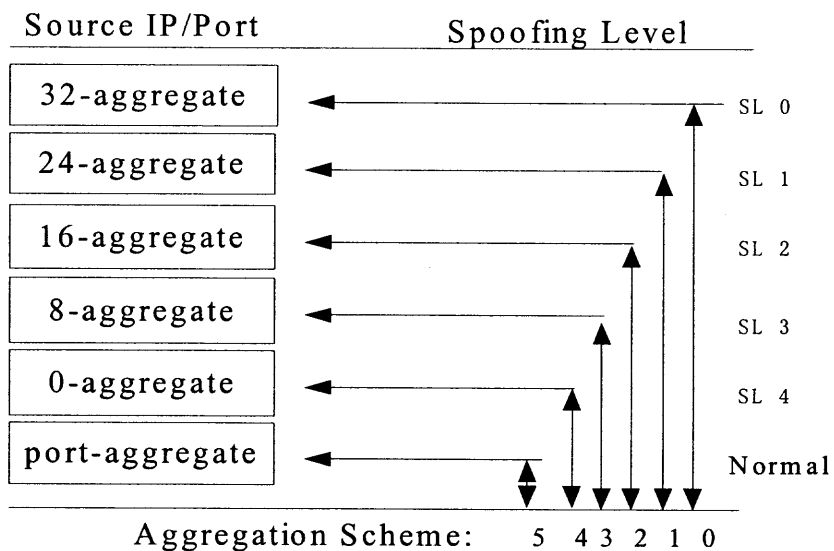 Source IP/Port Spoofing Level
32-aggregate SL 0
24-aggregate SL 1
16-aggregate SL 2
8-aggregate SL 3
0-aggregate SL 4
port-aggregate Normal
Aggregation Scheme: 5 4 3 2 1 0